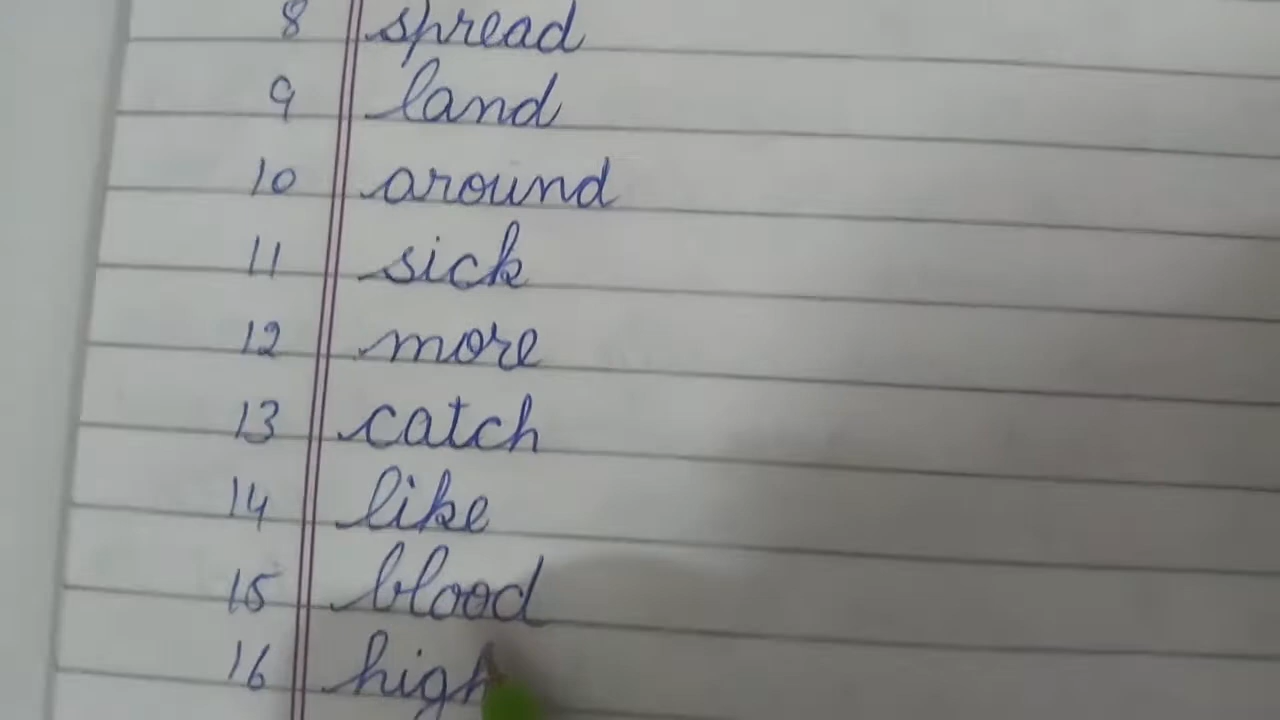 8 spread
9 land
10 around
11 sick
12 more
13 catch
14 like
15 blood
16 high